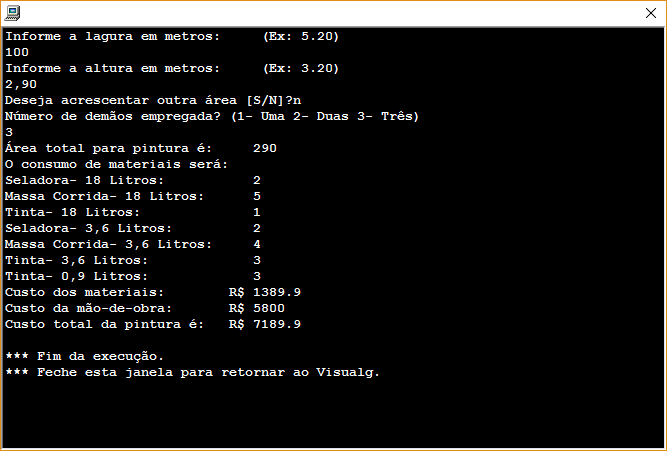 Informe a lagura em metros:     (Ex: 5.20)
100
Informe a altura em metros:     (Ex: 3.20)
2,90
Deseja acrescentar outra área [S/N]?n
Número de demãos empregada? (1- Uma 2- Duas 3- Três)
3
Área total para pintura é:     290
O consumo de materiais será:
Seladora- 18 Litros:           2
Massa Corrida- 18 Litros:      5
Tinta- 18 Litros:              1
Seladora- 3,6 Litros:          2
Massa Corrida- 3,6 Litros:     4
Tinta- 3,6 Litros:             3
Tinta- 0,9 Litros:             3
Custo dos materiais:        R$ 1389.9
Custo da mão-de-obra:       R$ 5800
Custo total da pintura é:   R$ 7189.9
*** Fim da execução.
*** Feche esta janela para retornar ao Visualg.